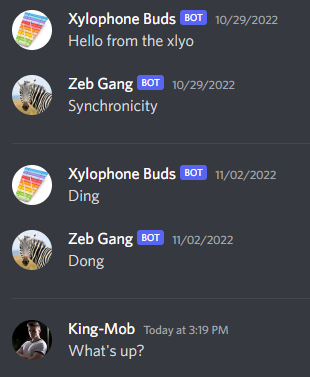 Xylophone Buds BOT 10/29/2022
Hello from the xlyo
Zeb Gang BOT 10/29/2022
Synchronicity
Xylophone Buds BOT 11/02/2022
Ding
Zeb Gang BOT 11/02/2022
Dong
King-Mob Today at 3:19 PM
What's up?